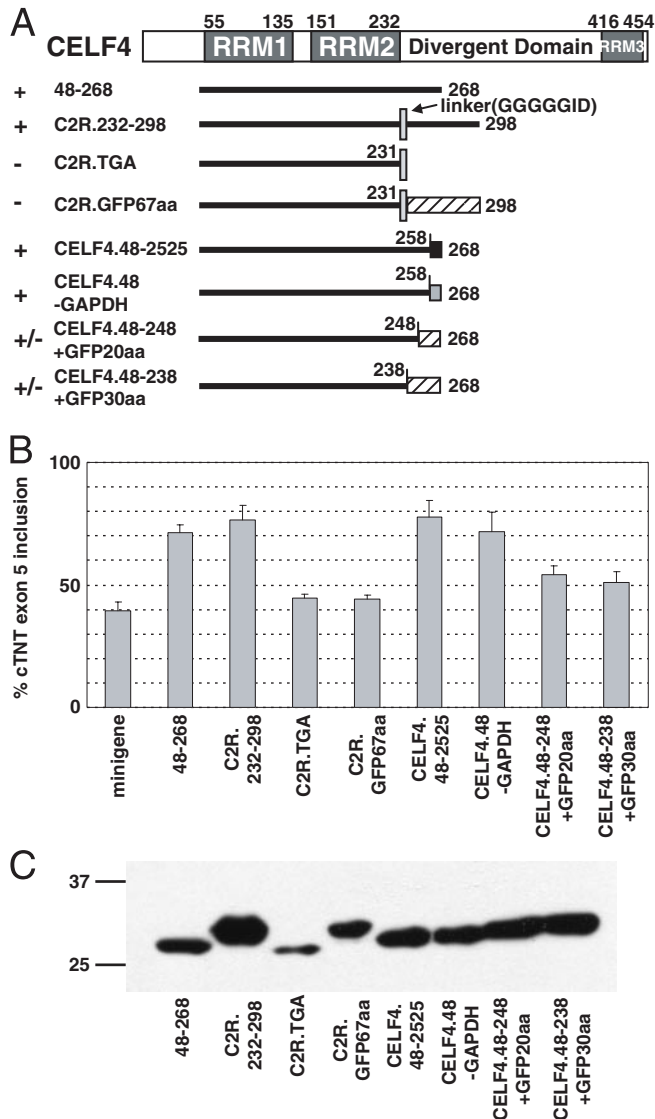 A
55 135 151 232 416 454
CELF4 RRM1 RRM2 Divergent Domain RRM3
+ 48-268 268
linker(GGGGGID)
+ C2R.232-298 298
- C2R.TGA 231
- C2R.GFP67aa 231 298
+ CELF4.48-2525 258 268
+ CELF4.48
-GAPDH 258 268
+/- CELF4.48-248
+GFP20aa 248 268
+/- CELF4.48-238
+GFP30aa 238 268
B
% cTNT exon 5 inclusion
100
50
0
minigene
48-268
C2R.
232-298
C2R.TGA
C2R.
GFP67aa
CELF4.
48-2525
CELF4.48
-GAPDH
CELF4.48-248
+GFP20aa
CELF4.48-238
+GFP30aa
C
37
25
48-268
C2R.
232-298
C2R.TGA
C2R.
GFP67aa
CELF4.
48-2525
CELF4.48
-GAPDH
CELF4.48-248
+GFP20aa
CELF4.48-238
+GFP30aa